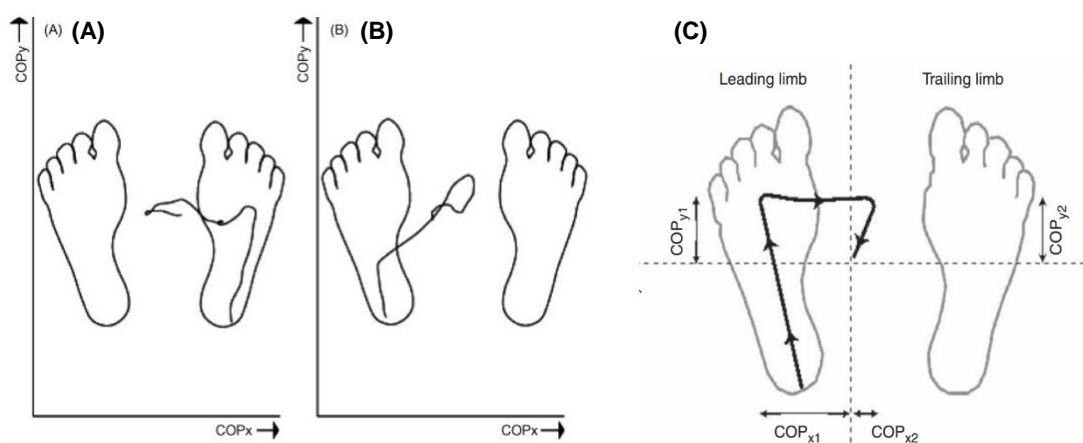 (A) (A)
COPy
COPx
(B) (B)
COPy
COPx
(C)
Leading limb
Trailing limb
COPy1
COPy2
COPx1
COPx2